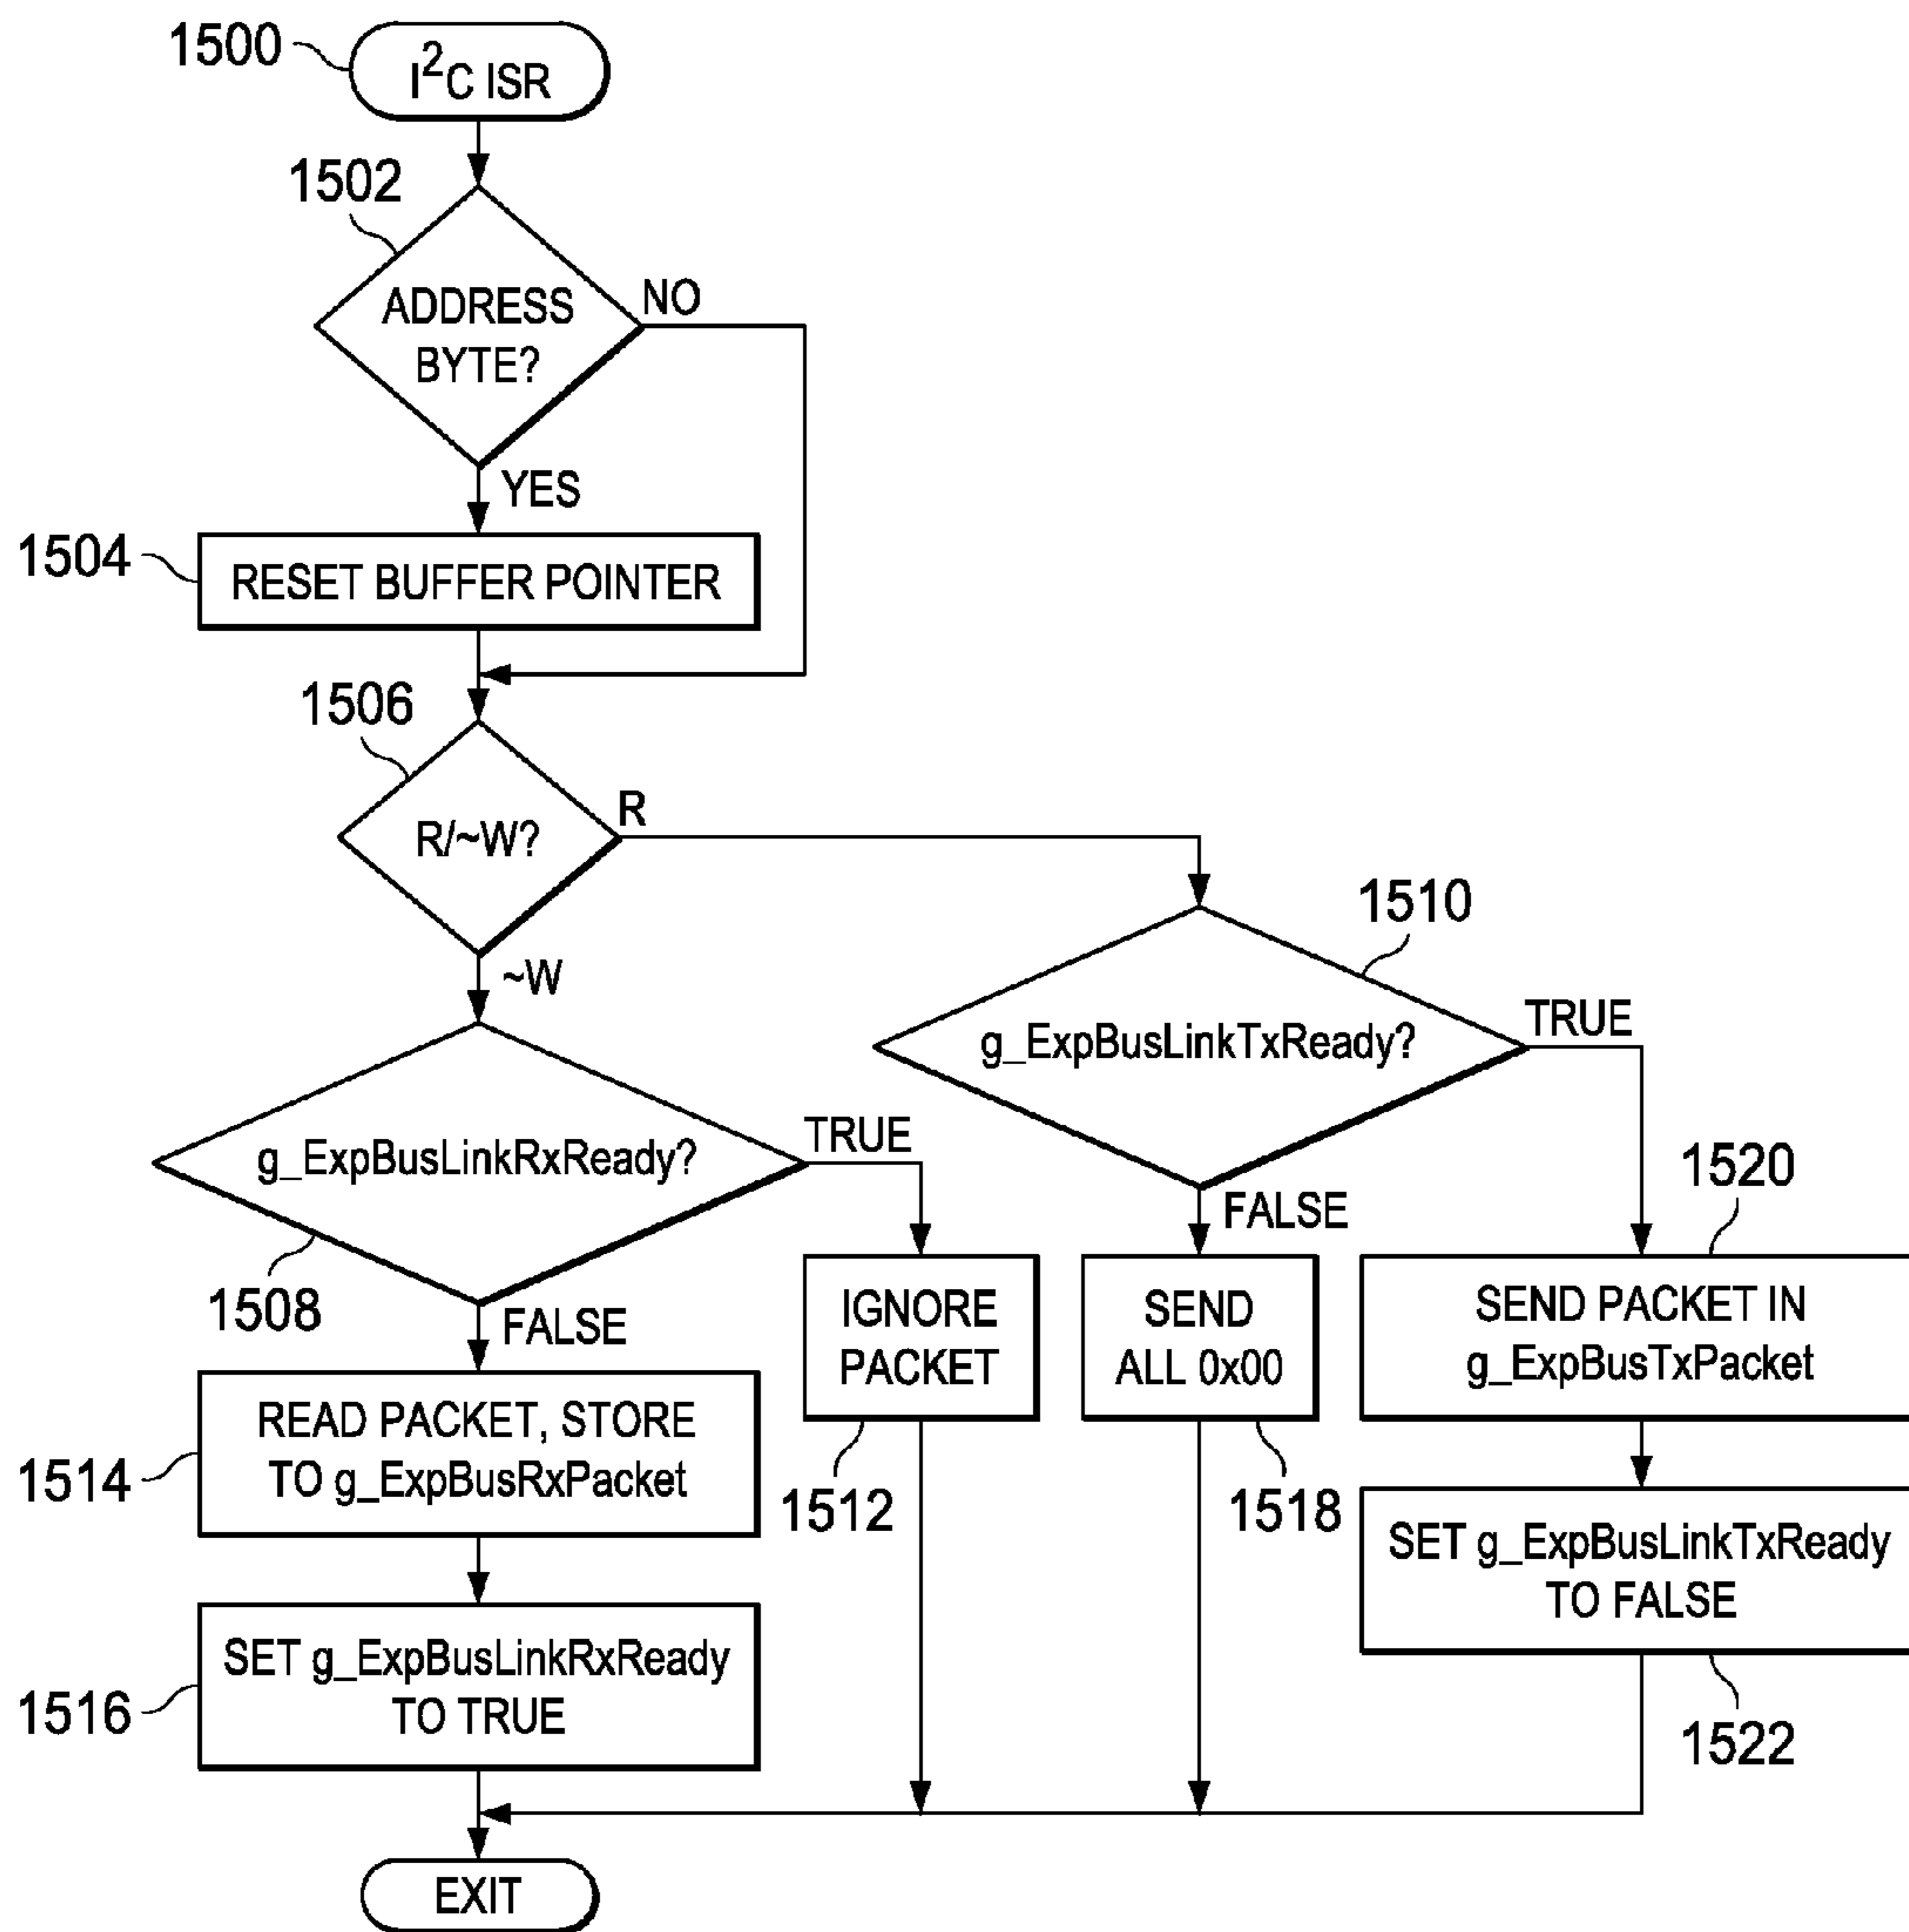 1500
I²C ISR
1502
ADDRESS
BYTE?
NO
YES
1504
RESET BUFFER POINTER
1506
R/~W?
R
~W
1510
g_ExpBusLinkTxReady?
TRUE
FALSE
g_ExpBusLinkRxReady?
TRUE
1508
FALSE
1520
IGNORE
PACKET
1512
SEND
ALL 0x00
1518
SEND PACKET IN
g_ExpBusTxPacket
1514
READ PACKET, STORE
TO g_ExpBusRxPacket
SET g_ExpBusLinkTxReady
TO FALSE
1522
1516
SET g_ExpBusLinkRxReady
TO TRUE
EXIT